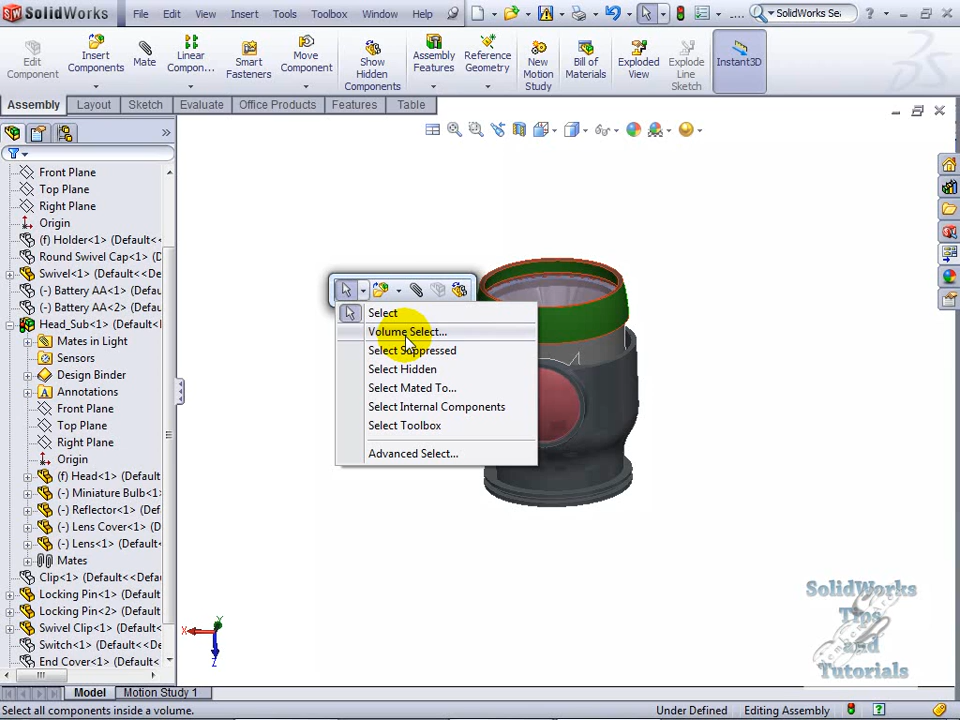 SolidWorks
File Edit View Insert Tools Toolbox Window Help
.... SolidWorks Se
?
Edit Component
Insert Components
Mate
Linear Compon...
Smart Fasteners
Move Component
Show Hidden Components
Assembly Features
Reference Geometry
New Motion Study
Bill of Materials
Exploded View
Explode Line Sketch
Instant3D
Assembly Layout Sketch Evaluate Office Products Features Table
»
Front Plane
Top Plane
Right Plane
Origin
(f) Holder<1> (Default<<
Round Swivel Cap<1> (De
Swivel<1> (Default<<De
(-) Battery AA<1> (Defau
(-) Battery AA<2> (Defau
Head_Sub<1> (Default<
Mates in Light
Sensors
Design Binder
Annotations
Front Plane
Top Plane
Right Plane
Origin
(f) Head<1> (Default<
(-) Miniature Bulb<1> (
(-) Reflector<1> (Defa
(-) Lens Cover<1> (De
(-) Lens<1> (Default<
Mates
Clip<1> (Default<<Defau
Locking Pin<1> (Default
Locking Pin<2> (Default
Swivel Clip<1> (Default
Switch<1> (Default<<De
End Cover<1> (Default<
Select
Volume Select...
Select Suppressed
Select Hidden
Select Mated To...
Select Internal Components
Select Toolbox
Advanced Select...
X Y Z
SolidWorks
Tips
and
Tutorials
Model Motion Study 1
Select all components inside a volume. Under Defined Editing Assembly ?